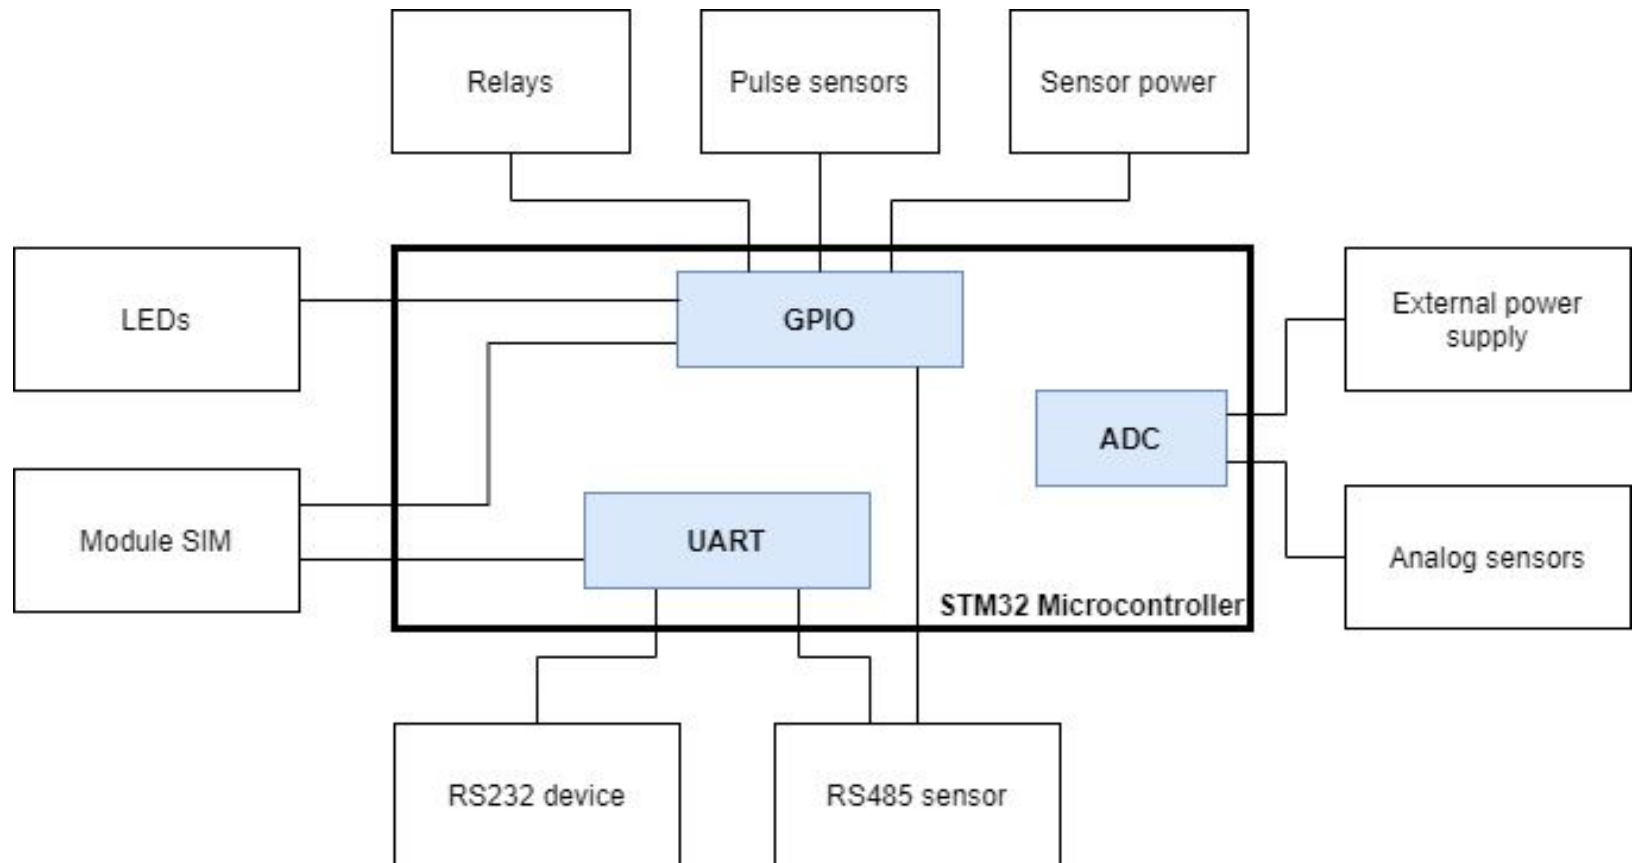 Relays
Pulse sensors
Sensor power
LEDs
GPIO
External power
supply
ADC
Module SIM
UART
Analog sensors
STM32 Microcontroller
RS232 device
RS485 sensor